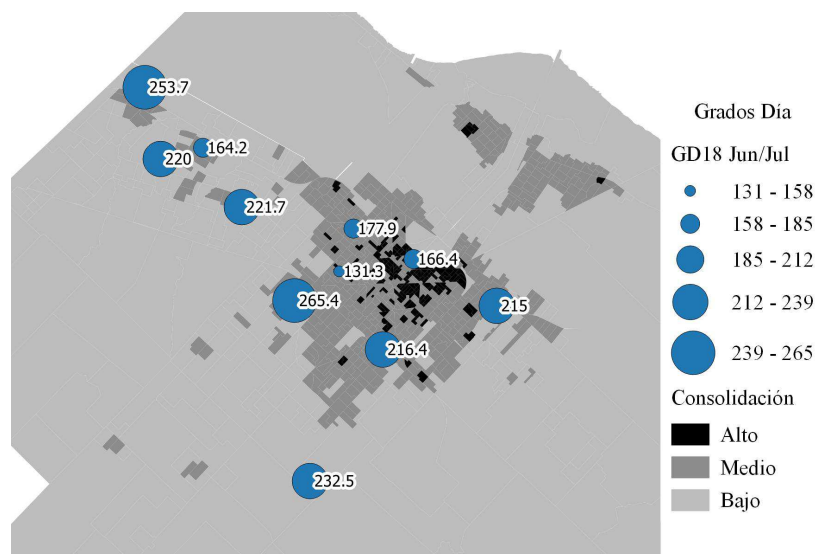 253.7
164.2
220
221.7
177.9
166.4
131.3
265.4
215
216.4
232.5
Grados Día
GD18 Jun/Jul
131 - 158
158 - 185
185 - 212
212 - 239
239 - 265
Consolidación
Alto
Medio
Bajo